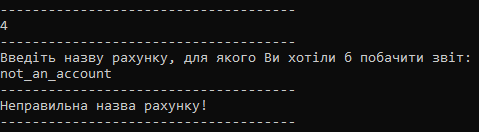 -------------------------------------
4
-------------------------------------
Введіть назву рахунку, для якого Ви хотіли б побачити звіт:
not_an_account
-------------------------------------
Неправильна назва рахунку!
-------------------------------------